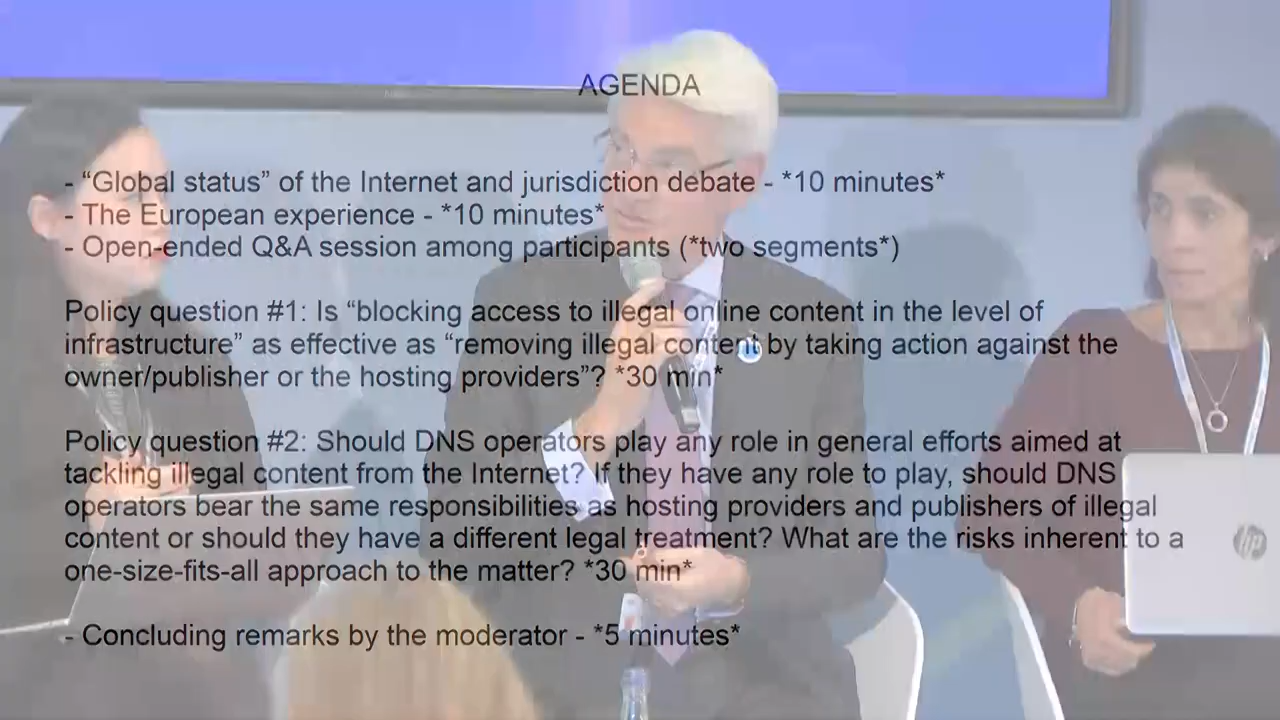 AGENDA
- “Global status” of the Internet and jurisdiction debate - *10 minutes*
- The European experience - *10 minutes*
- Open-ended Q&A session among participants (*two segments*)
Policy question #1: Is “blocking access to illegal online content in the level of
infrastructure” as effective as “removing illegal content by taking action against the
owner/publisher or the hosting providers”? *30 min*
Policy question #2: Should DNS operators play any role in general efforts aimed at
tackling illegal content from the Internet? If they have any role to play, should DNS
operators bear the same responsibilities as hosting providers and publishers of illegal
content or should they have a different legal treatment? What are the risks inherent to a
one-size-fits-all approach to the matter? *30 min*
- Concluding remarks by the moderator - *5 minutes*
hp